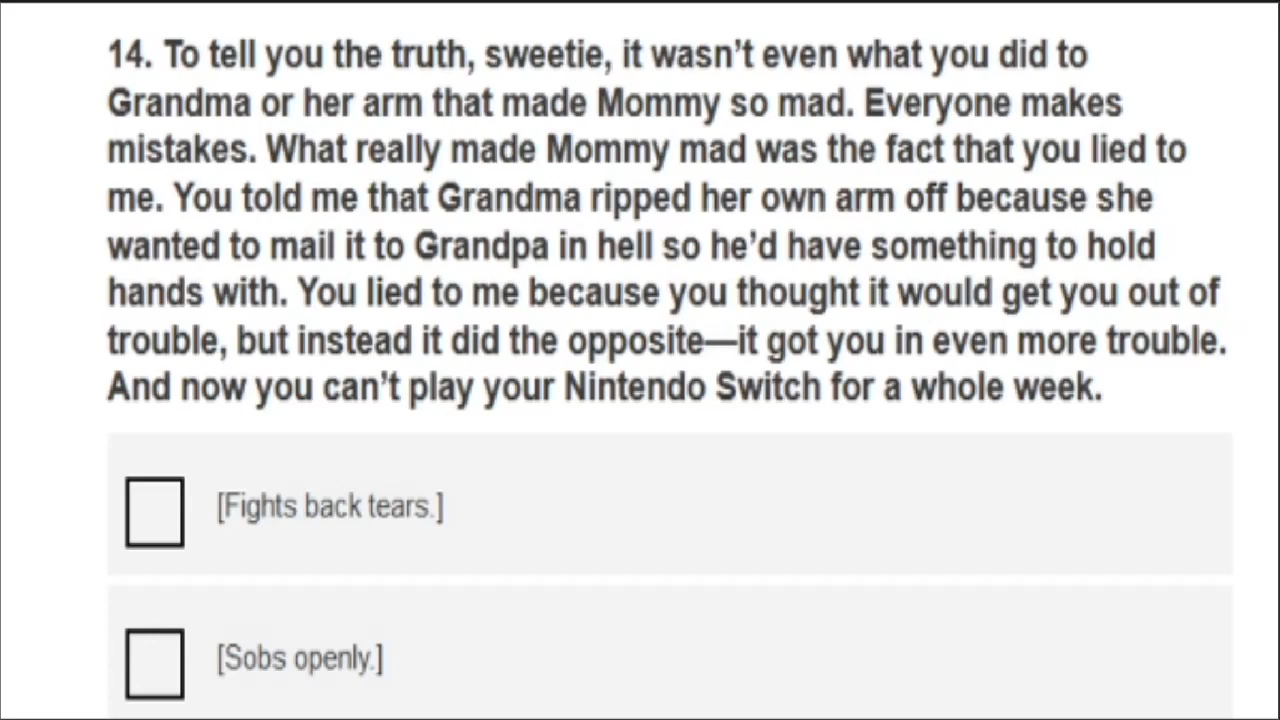 14. To tell you the truth, sweetie, it wasn’t even what you did to
Grandma or her arm that made Mommy so mad. Everyone makes
mistakes. What really made Mommy mad was the fact that you lied to
me. You told me that Grandma ripped her own arm off because she
wanted to mail it to Grandpa in hell so he’d have something to hold
hands with. You lied to me because you thought it would get you out of
trouble, but instead it did the opposite—it got you in even more trouble.
And now you can’t play your Nintendo Switch for a whole week.
[Fights back tears.]
[Sobs openly.]